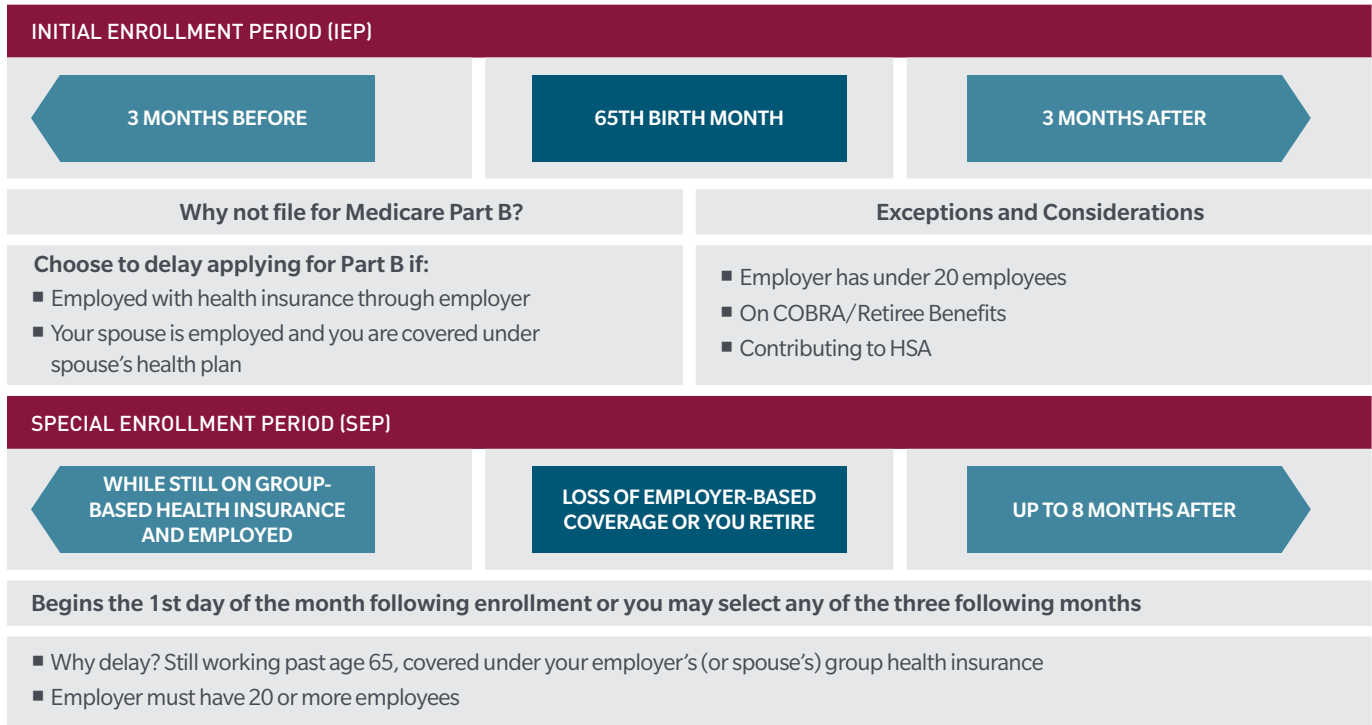 INITIAL ENROLLMENT PERIOD (IEP)
3 MONTHS BEFORE
65TH BIRTH MONTH
3 MONTHS AFTER
Why not file for Medicare Part B?
Exceptions and Considerations
Choose to delay applying for Part B if:
■ Employed with health insurance through employer
■ Your spouse is employed and you are covered under
spouse's health plan
■ Employer has under 20 employees
■ On COBRA/Retiree Benefits
■ Contributing to HSA
SPECIAL ENROLLMENT PERIOD (SEP)
WHILE STILL ON GROUP-
BASED HEALTH INSURANCE
AND EMPLOYED
LOSS OF EMPLOYER-BASED
COVERAGE OR YOU RETIRE
UP TO 8 MONTHS AFTER
Begins the 1st day of the month following enrollment or you may select any of the three following months
■ Why delay? Still working past age 65, covered under your employer's (or spouse's) group health insurance
■ Employer must have 20 or more employees